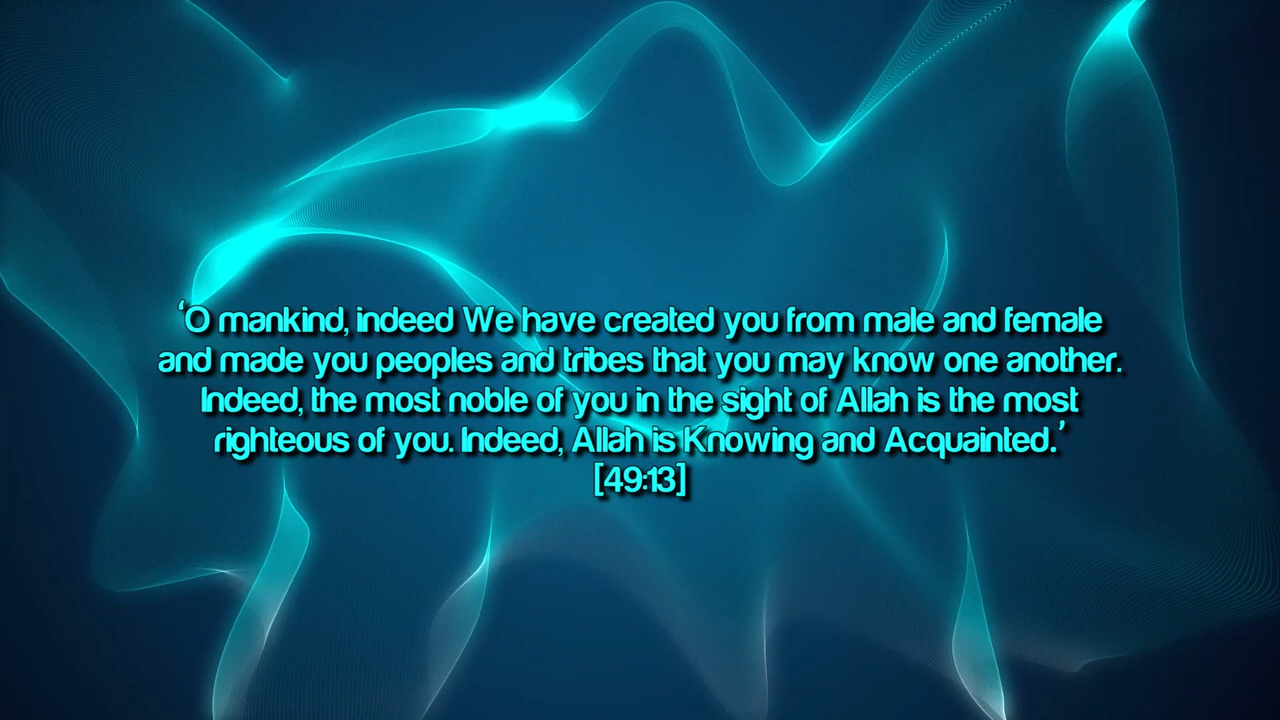 ‘O mankind, indeed We have created you from male and female
and made you peoples and tribes that you may know one another.
Indeed, the most noble of you in the sight of Allah is the most
righteous of you. Indeed, Allah is Knowing and Acquainted.’
[49:13]